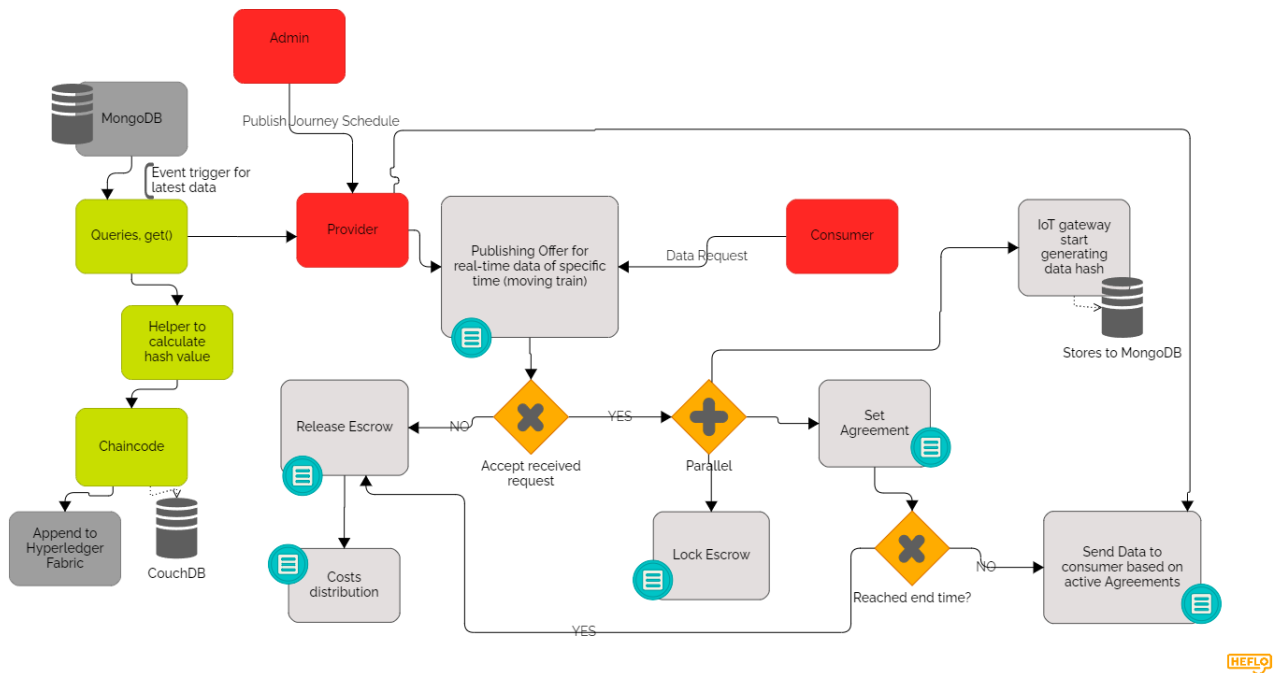 Admin
MongoDB
Publish Journey Schedule
Event trigger for
latest data
Queries, get()
Provider
Publishing Offer for
real-time data of specific
time (moving train)
Data Request
Consumer
IoT gateway
start
generating
data hash
Stores to MongoDB
Helper to
calculate
hash value
Chaincode
Append to
Hyperledger
Fabric
CouchDB
Release Escrow
NO
Accept received
request
YES
Parallel
Set
Agreement
Costs
distribution
Lock Escrow
Reached end time?
NO
YES
Send Data to
consumer based on
active Agreements
HEFLO